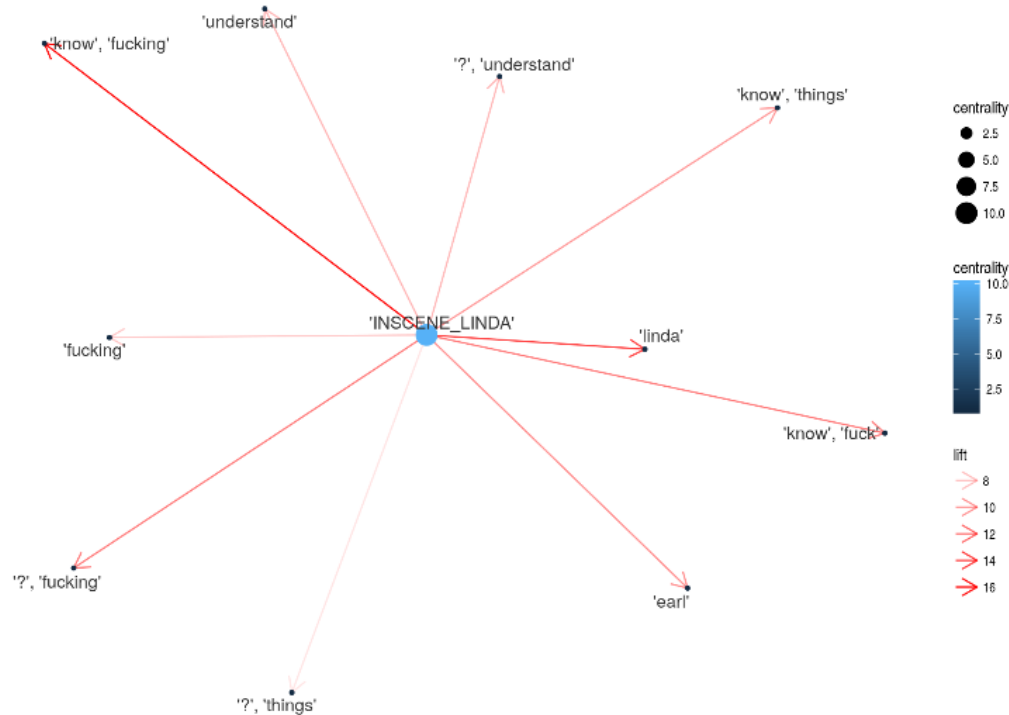 'understand'
'know', 'fucking'
'?', 'understand'
'know', 'things'
'INSCENE_LINDA'
'linda'
'fucking'
'know', 'fuck'
'?', 'fucking'
'earl'
'?', 'things'
centrality
2.5
5.0
7.5
10.0
centrality
10.0
7.5
5.0
2.5
lift
8
10
12
14
16